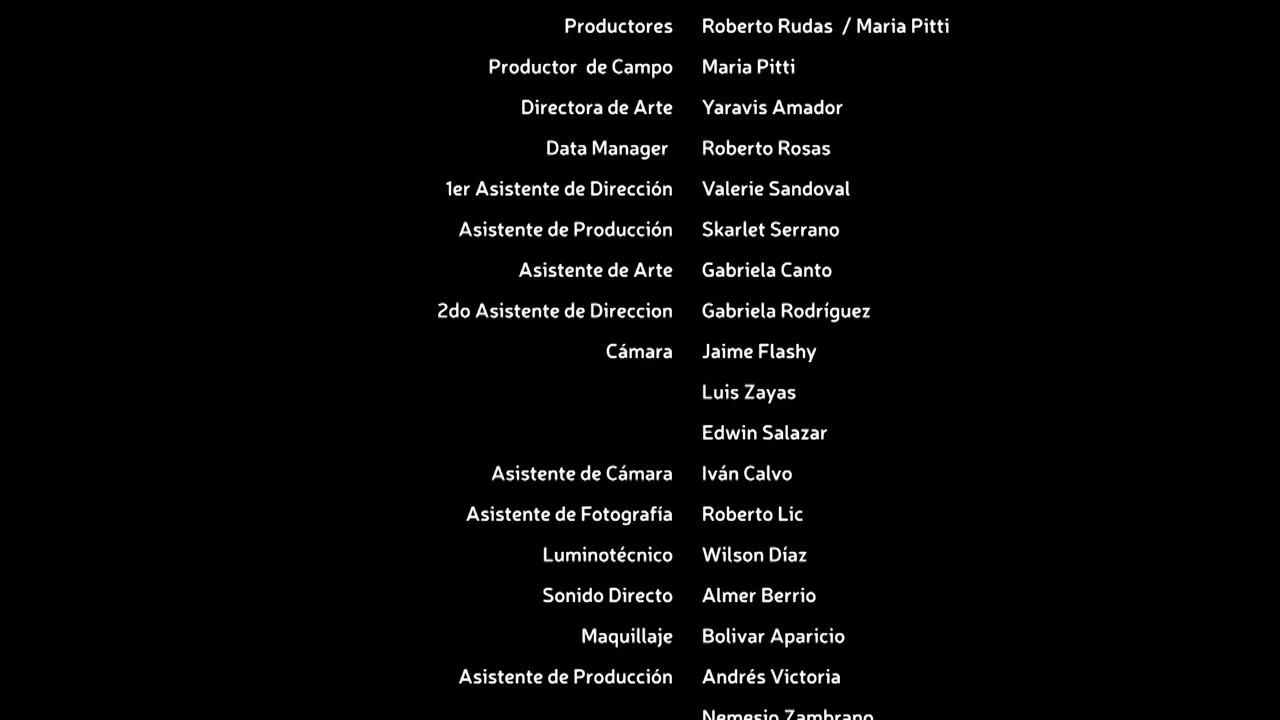 Productores Roberto Rudas / Maria Pitti
Productor de Campo Maria Pitti
Directora de Arte Yaravis Amador
Data Manager Roberto Rosas
1er Asistente de Dirección Valerie Sandoval
Asistente de Producción Skarlet Serrano
Asistente de Arte Gabriela Canto
2do Asistente de Direccion Gabriela Rodríguez
Cámara Jaime Flashy
Luis Zayas
Edwin Salazar
Asistente de Cámara Iván Calvo
Asistente de Fotografía Roberto Lic
Luminotécnico Wilson Díaz
Sonido Directo Almer Berrio
Maquillaje Bolivar Aparicio
Asistente de Producción Andrés Victoria
Nemesio Zambrano